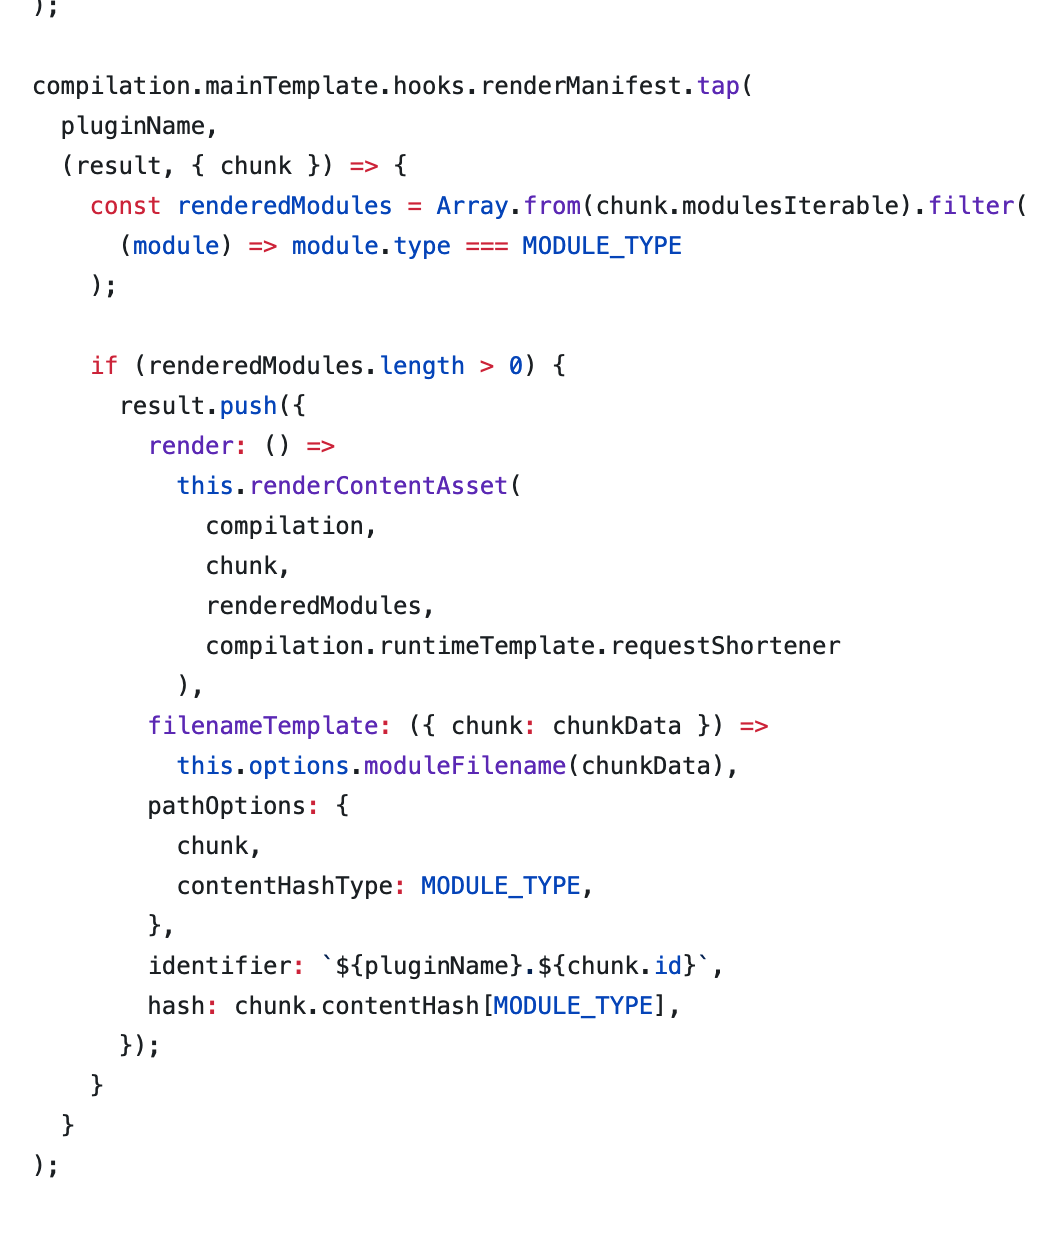 );
compilation.mainTemplate.hooks.renderManifest.tap(
  pluginName,
  (result, { chunk }) => {
    const renderedModules = Array.from(chunk.modulesIterable).filter(
      (module) => module.type === MODULE_TYPE
    );
    if (renderedModules.length > 0) {
      result.push({
        render: () =>
          this.renderContentAsset(
            compilation,
            chunk,
            renderedModules,
            compilation.runtimeTemplate.requestShortener
          ),
        filenameTemplate: ({ chunk: chunkData }) =>
          this.options.moduleFilename(chunkData),
        pathOptions: {
          chunk,
          contentHashType: MODULE_TYPE,
        },
        identifier: `${pluginName}.${chunk.id}`,
        hash: chunk.contentHash[MODULE_TYPE],
      });
    }
  }
);